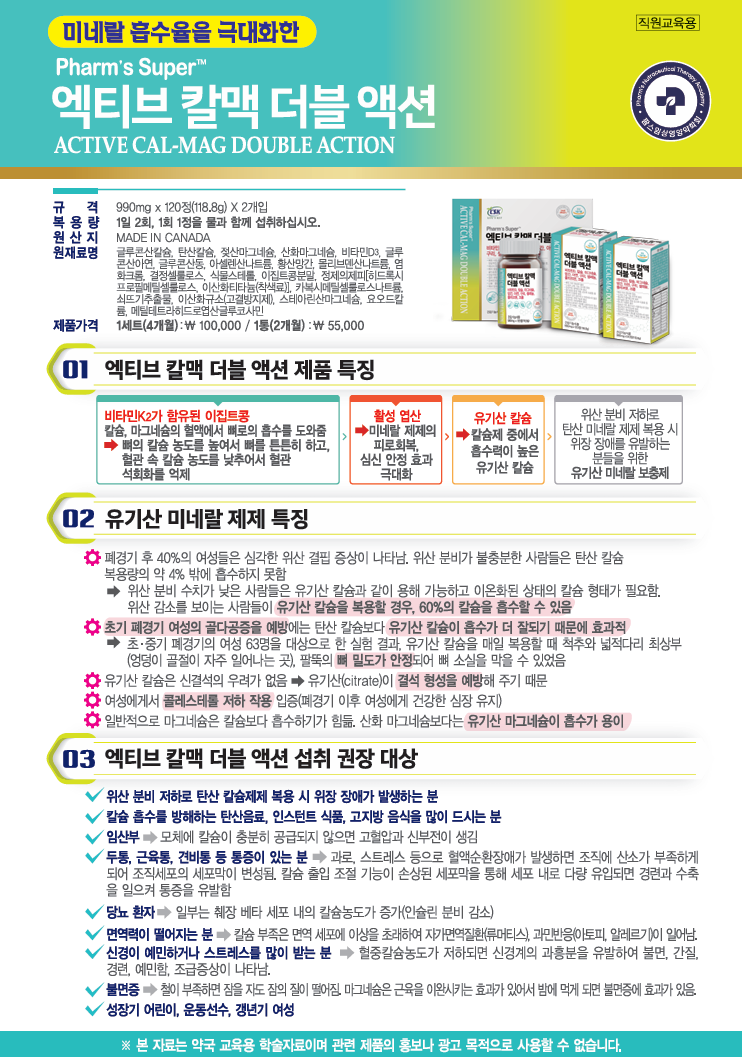 미네랄 흡수율을 극대화한
직원교육용
Pharm's Super™
엑티브 칼맥 더블 액션
ACTIVE CAL-MAG DOUBLE ACTION
Pharm's Nutraceutical Therapy Academy
팜스임상영양약학회
규 격 990mg x 120정(118.8g) X 2개입
복 용 량 1일 2회, 1회 1정을 물과 함께 섭취하십시오.
원 산 지 MADE IN CANADA
원재료명 글루콘산칼슘, 탄산칼슘, 젖산마그네슘, 산화마그네슘, 비타민D3, 글루
콘산아연, 글루콘산동, 아셀렌산나트륨, 황산망간, 몰리브덴산나트륨, 염
화크롬, 결정셀룰로스, 식물스테롤, 이집트콩분말, 정제외제피[히드록시
프로필메틸셀룰로스, 이산화티타늄(착색료)], 카복시메틸셀룰로스나트륨,
쇠뜨기추출물, 이산화규소(고결방지제), 스테아린산마그네슘, 요오드칼
륨, 메틸테트라히드로엽산글루코사민
제품가격 1세트(4개월) : ₩ 100,000 / 1통(2개월) : ₩ 55,000
Pharm's Super
엑티브 칼맥 더블
ACTIVE CAL-MAG DOUBLE ACTION
엑티브 칼맥
더블 액션
엑티브 칼맥
더블 액션
엑티브 칼맥
더블 액션
01 엑티브 칼맥 더블 액션 제품 특징
비타민K2가 함유된 이집트콩
칼슘, 마그네슘의 혈액에서 뼈로의 흡수를 도와줌
➡ 뼈의 칼슘 농도를 높여서 뼈를 튼튼히 하고,
혈관 속 칼슘 농도를 낮추어서 혈관
석회화를 억제
활성 엽산
➡미네랄 제제의
피로회복,
심신 안정 효과
극대화
유기산 칼슘
➡칼슘제 중에서
흡수력이 높은
유기산 칼슘
위산 분비 저하로
탄산 미네랄 제제 복용 시
위장 장애를 유발하는
분들을 위한
유기산 미네랄 보충제
02 유기산 미네랄 제제 특징
폐경기 후 40%의 여성들은 심각한 위산 결핍 증상이 나타남. 위산 분비가 불충분한 사람들은 탄산 칼슘
복용량의 약 4% 밖에 흡수하지 못함
➡ 위산 분비 수치가 낮은 사람들은 유기산 칼슘과 같이 용해 가능하고 이온화된 상태의 칼슘 형태가 필요함.
위산 감소를 보이는 사람들이 유기산 칼슘을 복용할 경우, 60%의 칼슘을 흡수할 수 있음
초기 폐경기 여성의 골다공증을 예방에는 탄산 칼슘보다 유기산 칼슘이 흡수가 더 잘되기 때문에 효과적
➡ 초·중기 폐경기의 여성 63명을 대상으로 한 실험 결과, 유기산 칼슘을 매일 복용할 때 척추와 넓적다리 최상부
(엉덩이 골절이 자주 일어나는 곳), 팔뚝의 뼈 밀도가 안정되어 뼈 소실을 막을 수 있었음
유기산 칼슘은 신결석의 우려가 없음 ➡ 유기산(citrate)이 결석 형성을 예방해 주기 때문
여성에게서 콜레스테롤 저하 작용 입증(폐경기 이후 여성에게 건강한 심장 유지)
일반적으로 마그네슘은 칼슘보다 흡수하기가 힘듦. 산화 마그네슘보다는 유기산 마그네슘이 흡수가 용이
03 엑티브 칼맥 더블 액션 섭취 권장 대상
위산 분비 저하로 탄산 칼슘제제 복용 시 위장 장애가 발생하는 분
칼슘 흡수를 방해하는 탄산음료, 인스턴트 식품, 고지방 음식을 많이 드시는 분
임산부 ➡ 모체에 칼슘이 충분히 공급되지 않으면 고혈압과 신부전이 생김
두통, 근육통, 견비통 등 통증이 있는 분 ➡ 과로, 스트레스 등으로 혈액순환장애가 발생하면 조직에 산소가 부족하게
되어 조직세포의 세포막이 변성됨. 칼슘 출입 조절 기능이 손상된 세포막을 통해 세포 내로 다량 유입되면 경련과 수축
을 일으켜 통증을 유발함
당뇨 환자 ➡ 일부는 췌장 베타 세포 내의 칼슘농도가 증가(인슐린 분비 감소)
면역력이 떨어지는 분 ➡ 칼슘 부족은 면역 세포에 이상을 초래하여 자가면역질환(류머티스), 과민반응(아토피, 알레르기)이 일어남.
신경이 예민하거나 스트레스를 많이 받는 분 ➡ 혈중칼슘농도가 저하되면 신경계의 과흥분을 유발하여 불면, 간질,
경련, 예민함, 조급증상이 나타남.
불면증 ➡ 철이 부족하면 잠을 자도 잠의 질이 떨어짐. 마그네슘은 근육을 이완시키는 효과가 있어서 밤에 먹게 되면 불면증에 효과가 있음.
성장기 어린이, 운동선수, 갱년기 여성
※ 본 자료는 약국 교육용 학술자료이며 관련 제품의 홍보나 광고 목적으로 사용할 수 없습니다.